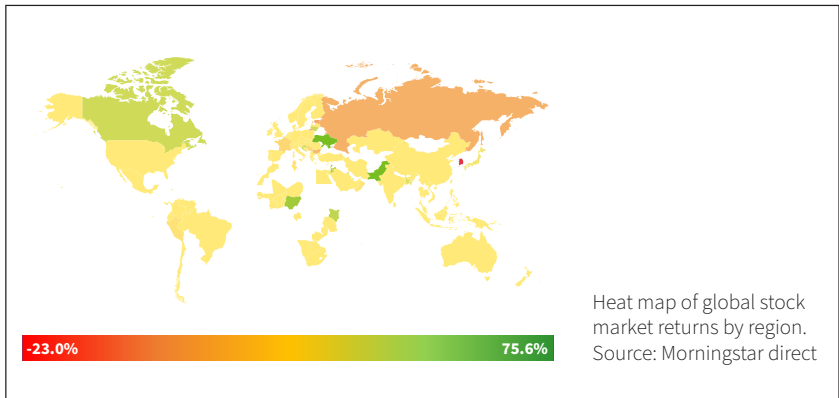 -23.0%
75.6%
Heat map of global stock
market returns by region.
Source: Morningstar direct